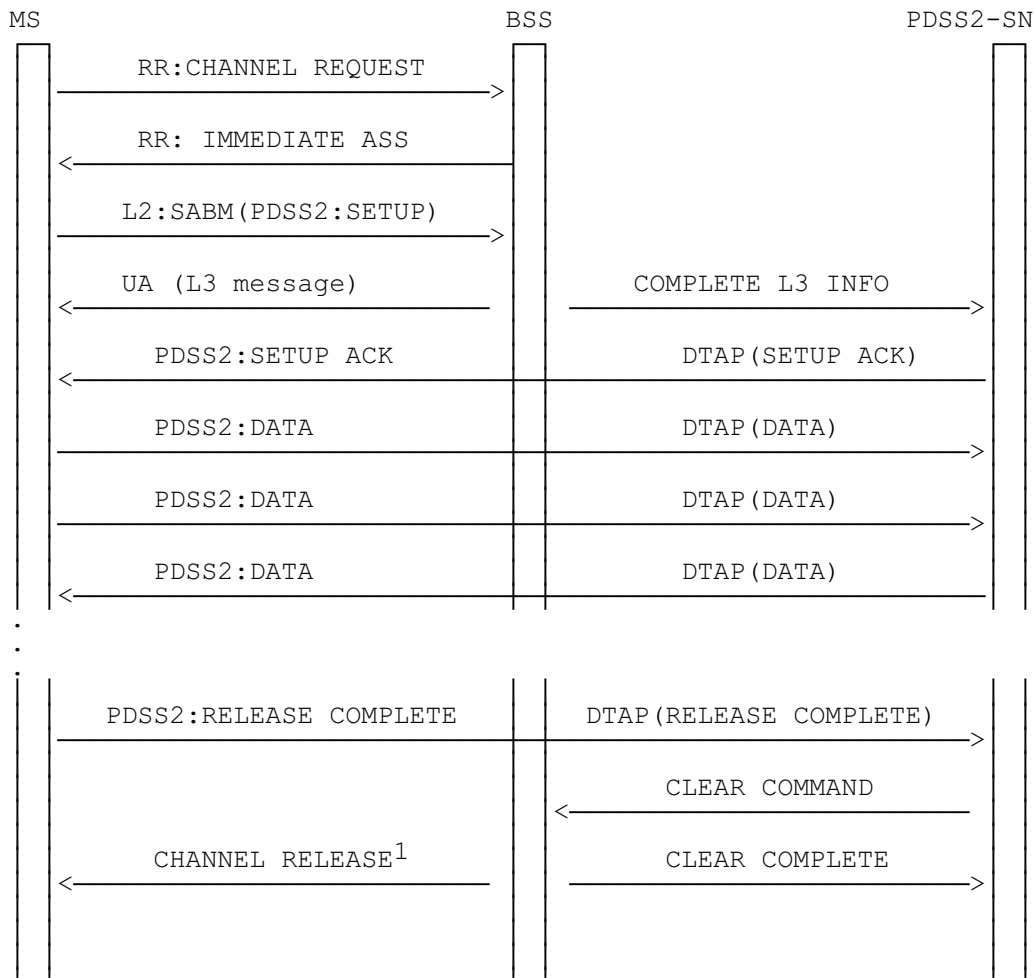 MS BSS PDSS2-SN
RR:CHANNEL REQUEST
RR: IMMEDIATE ASS
L2:SABM(PDSS2:SETUP)
UA (L3 message) COMPLETE L3 INFO
PDSS2:SETUP ACK DTAP(SETUP ACK)
PDSS2:DATA DTAP(DATA)
PDSS2:DATA DTAP(DATA)
PDSS2:DATA DTAP(DATA)
.
.
.
PDSS2:RELEASE COMPLETE DTAP(RELEASE COMPLETE)
CLEAR COMMAND
CHANNEL RELEASE1 CLEAR COMPLETE